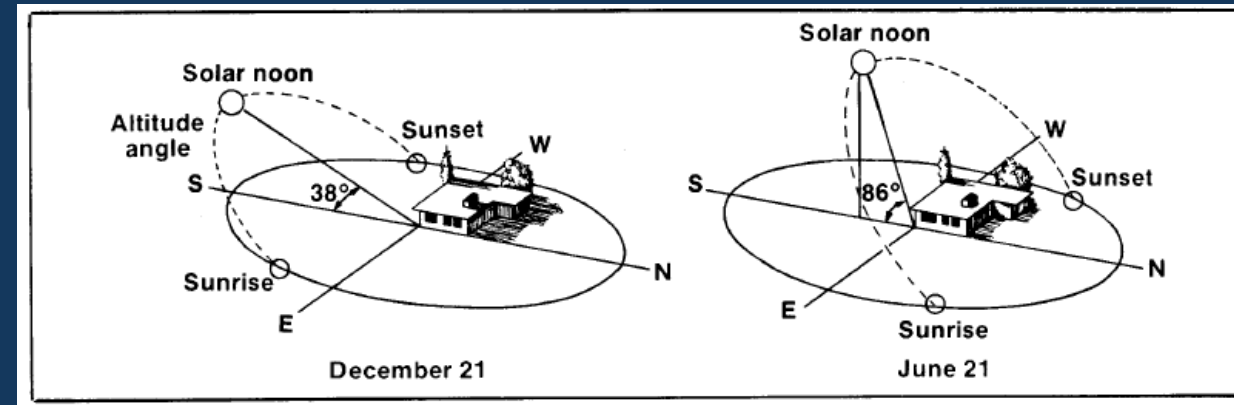 Solar noon
Altitude
angle
Sunset
W
S
38°
N
Sunrise
E
December 21
Solar noon
W
S
86°
Sunset
N
E
Sunrise
June 21